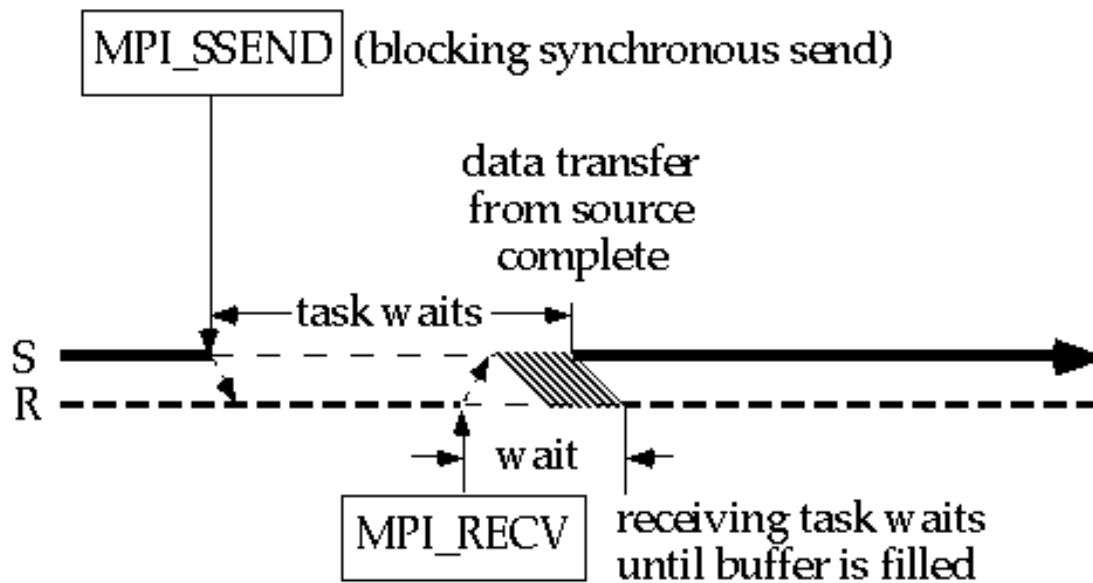 MPI_SSEND (blocking synchronous send)
data transfer
from source
complete
task waits
S
R
wait
MPI_RECV
receiving task waits
until buffer is filled